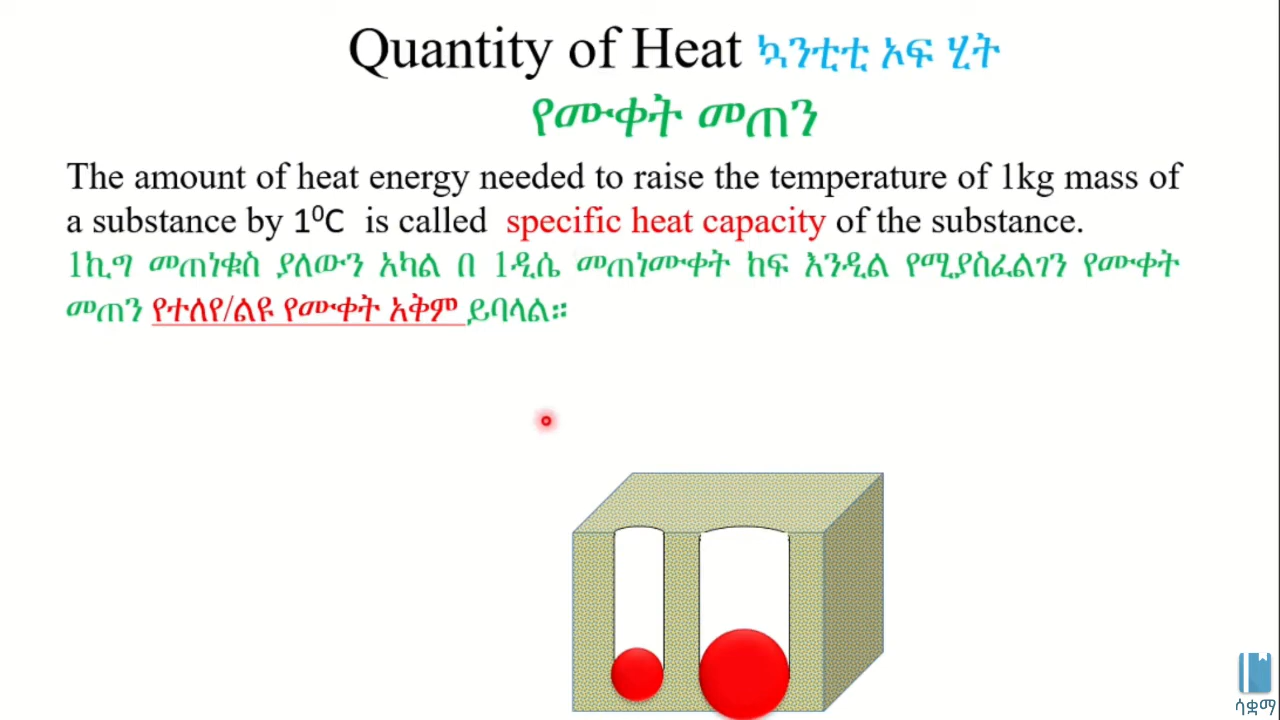 Quantity of Heat ኳንቲቲ ኦፍ ሂት
የሙቀት መጠን
The amount of heat energy needed to raise the temperature of 1kg mass of
a substance by 1⁰C is called specific heat capacity of the substance.
1ኪግ መጠነቁስ ያለውን አካል በ 1ዲሴ መጠነሙቀት ከፍ እንዲል የሚያስፈልገን የሙቀት
መጠን የተለየ/ልዩ የሙቀት አቅም ይባላል።
ሳቋማ